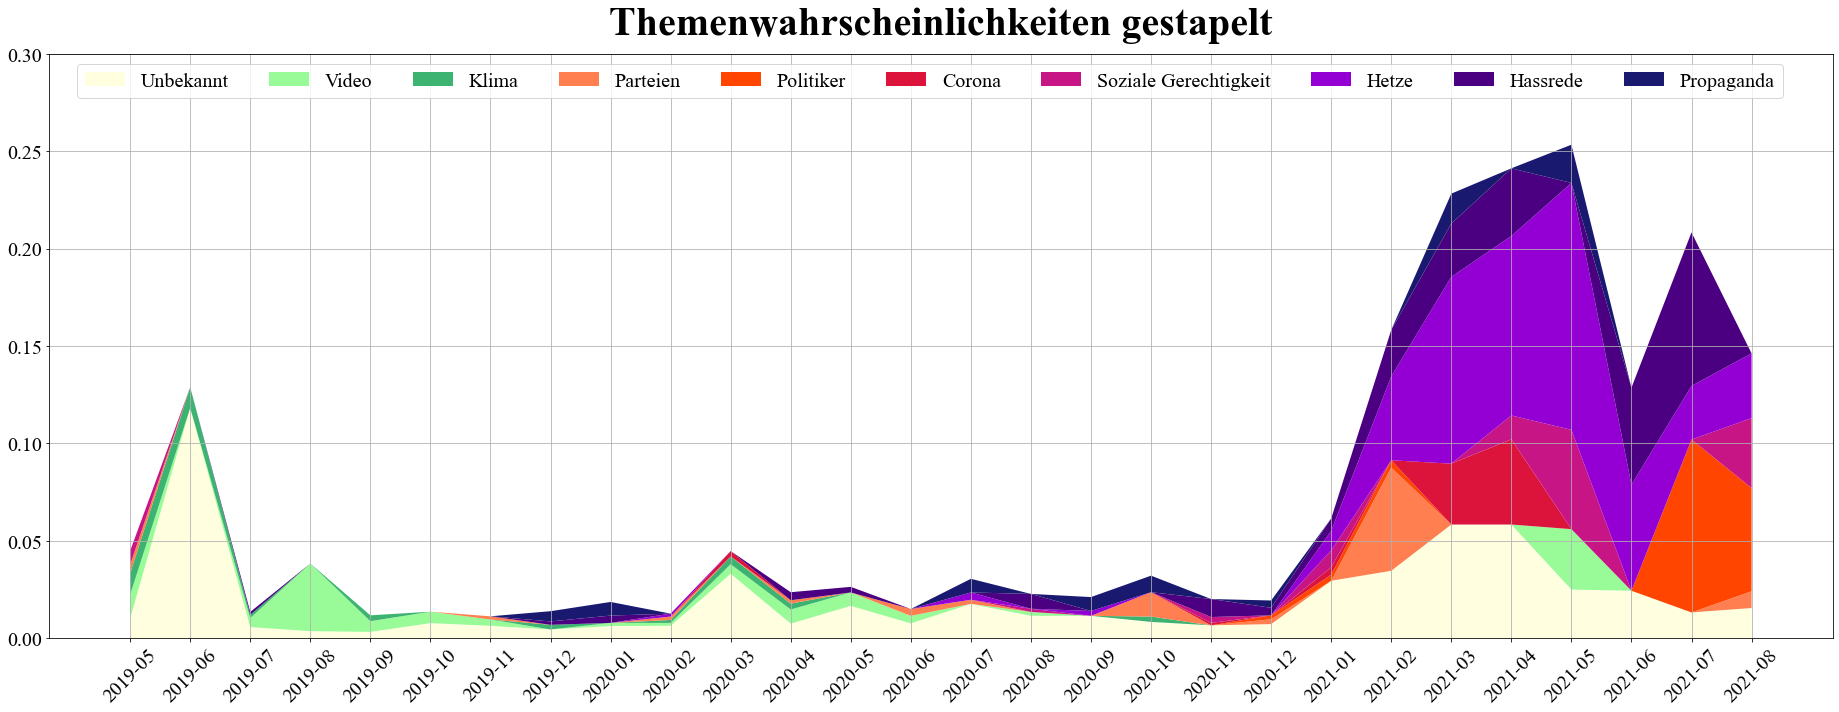 Themenwahrscheinlichkeiten gestapelt
0.30
Unbekannt Video Klima Parteien Politiker Corona Soziale Gerechtigkeit Hetze Hassrede Propaganda
0.25
0.20
0.15
0.10
0.05
0.00
2019-05 2019-06 2019-07 2019-08 2019-09 2019-10 2019-11 2019-12 2020-01 2020-02 2020-03 2020-04 2020-05 2020-06 2020-07 2020-08 2020-09 2020-10 2020-11 2020-12 2021-01 2021-02 2021-03 2021-04 2021-05 2021-06 2021-07 2021-08